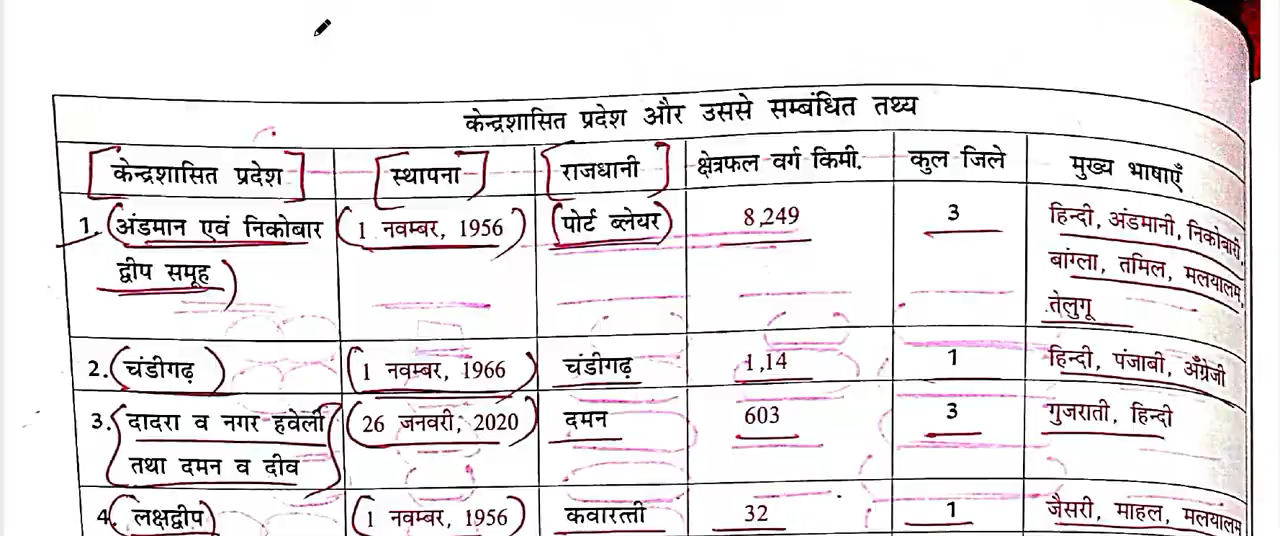 केन्द्रशासित प्रदेश और उससे सम्बंधित तथ्य
केन्द्रशासित प्रदेश स्थापना राजधानी क्षेत्रफल वर्ग किमी. कुल जिले मुख्य भाषाएँ
1. अंडमान एवं निकोबार 1 नवम्बर, 1956 पोर्ट ब्लेयर 8,249 3 हिन्दी, अंडमानी, निकोबारी,
द्वीप समूह बांग्ला, तमिल, मलयालम,
तेलुगू
2. चंडीगढ़ 1 नवम्बर, 1966 चंडीगढ़ 1,14 1 हिन्दी, पंजाबी, अँग्रेजी
3. दादरा व नगर हवेली 26 जनवरी, 2020 दमन 603 3 गुजराती, हिन्दी
तथा दमन व दीव
4. लक्षद्वीप 1 नवम्बर, 1956 कवारत्ती 32 1 जैसरी, माहल, मलयालम